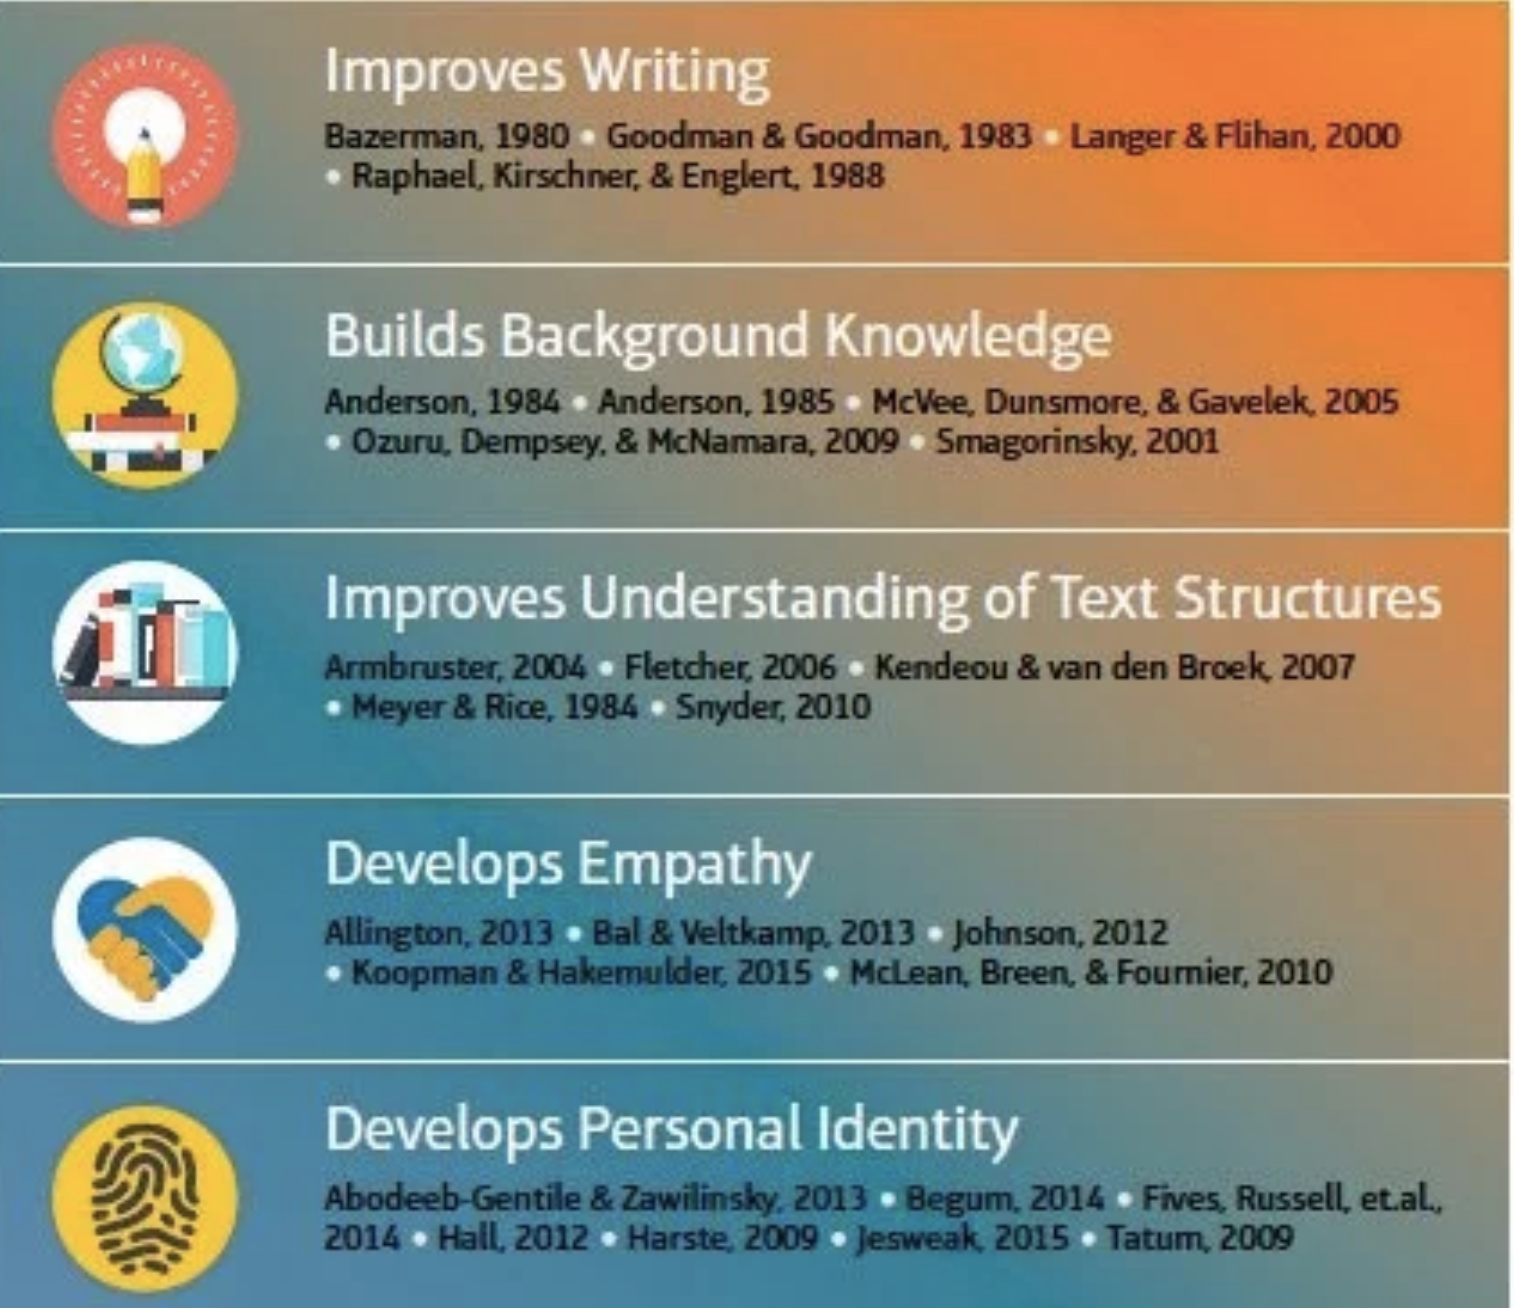 Improves Writing
Bazerman, 1980 • Goodman & Goodman, 1983 • Langer & Flihan, 2000
• Raphael, Kirschner, & Englert, 1988
Builds Background Knowledge
Anderson, 1984 • Anderson, 1985 • McVee, Dunsmore, & Gavelek, 2005
• Ozuru, Dempsey, & McNamara, 2009 • Smagorinsky, 2001
Improves Understanding of Text Structures
Armbruster, 2004 • Fletcher, 2006 • Kendeou & van den Broek, 2007
• Meyer & Rice, 1984 • Snyder, 2010
Develops Empathy
Allington, 2013 • Bal & Veltkamp, 2013 • Johnson, 2012
• Koopman & Hakemulder, 2015 • McLean, Breen, & Fournier, 2010
Develops Personal Identity
Abodeeb-Gentile & Zawilinsky, 2013 • Begum, 2014 • Fives, Russell, et.al.,
2014 • Hall, 2012 • Harste, 2009 • Jesweak, 2015 • Tatum, 2009